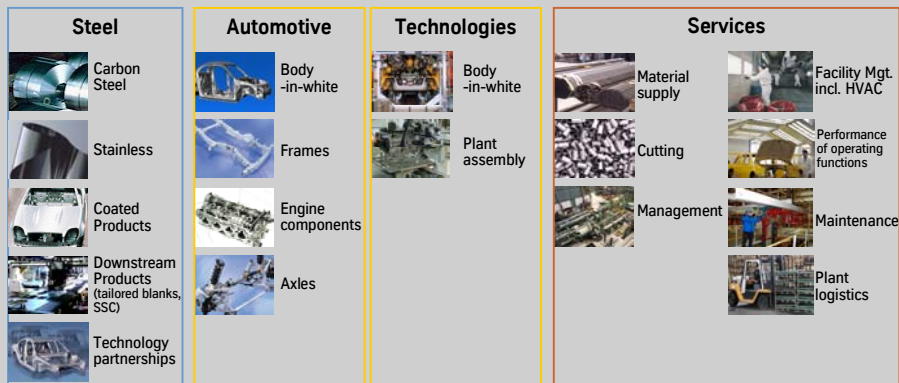 Steel
Carbon
Steel
Stainless
Coated
Products
Downstream
Products
(tailored blanks,
SSC)
Technology
partnerships
Automotive
Body
-in-white
Frames
Engine
components
Axles
Technologies
Body
-in-white
Plant
assembly
Services
Material
supply
Cutting
Management
Facility Mgt.
incl. HVAC
Performance
of operating
functions
Maintenance
Plant
logistics